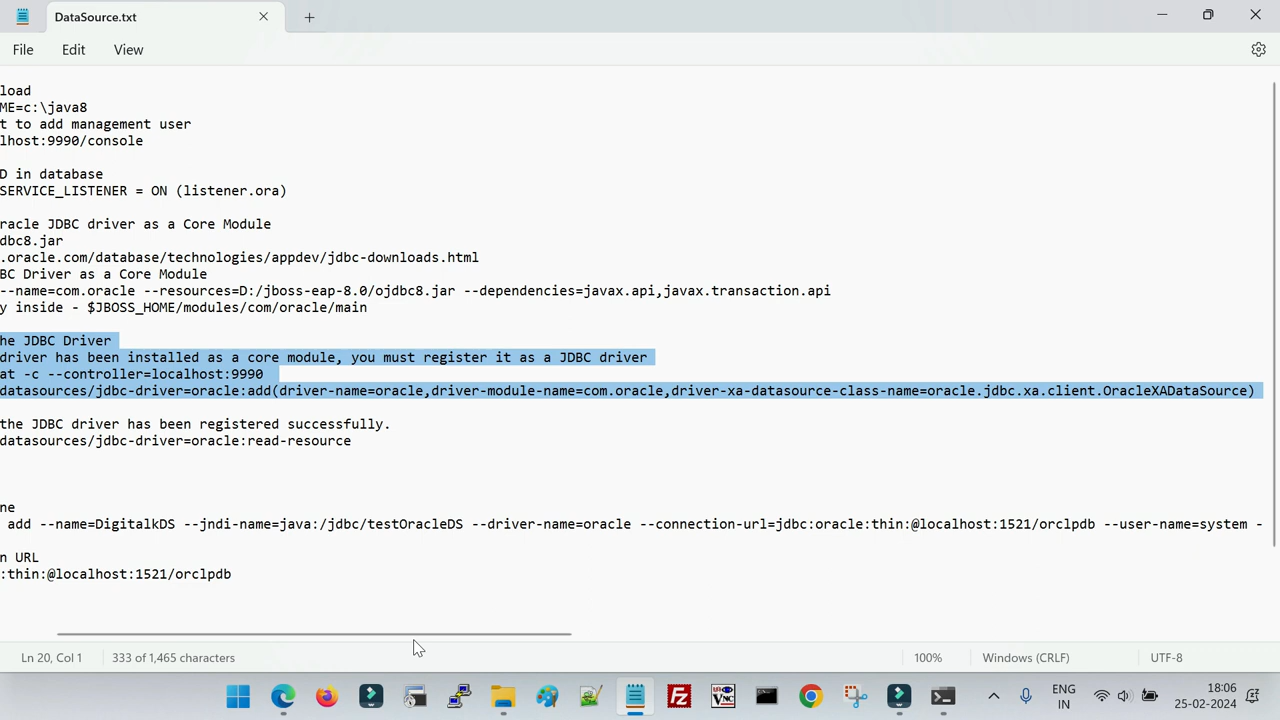 DataSource.txt
File Edit View
load
ME=c:\java8
t to add management user
lhost:9990/console
D in database
SERVICE_LISTENER = ON (listener.ora)
racle JDBC driver as a Core Module
dbc8.jar
.oracle.com/database/technologies/appdev/jdbc-downloads.html
BC Driver as a Core Module
--name=com.oracle --resources=D:/jboss-eap-8.0/ojdbc8.jar --dependencies=javax.api,javax.transaction.api
y inside - $JBOSS_HOME/modules/com/oracle/main
he JDBC Driver
driver has been installed as a core module, you must register it as a JDBC driver
at -c --controller=localhost:9990
datasources/jdbc-driver=oracle:add(driver-name=oracle,driver-module-name=com.oracle,driver-xa-datasource-class-name=oracle.jdbc.xa.client.OracleXADataSource)
the JDBC driver has been registered successfully.
datasources/jdbc-driver=oracle:read-resource
ne
add --name=DigitalkDS --jndi-name=java:/jdbc/testOracleDS --driver-name=oracle --connection-url=jdbc:oracle:thin:@localhost:1521/orclpdb --user-name=system -
n URL
:thin:@localhost:1521/orclpdb
Ln 20, Col 1 333 of 1,465 characters 100% Windows (CRLF) UTF-8
ENG
IN
18:06
25-02-2024